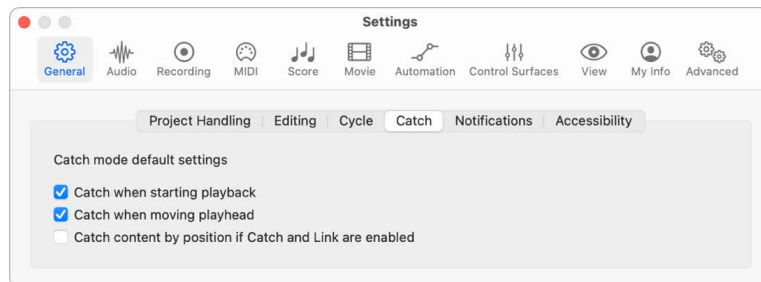 Settings
General Audio Recording MIDI Score Movie Automation Control Surfaces View My Info Advanced
Project Handling Editing Cycle Catch Notifications Accessibility
Catch mode default settings
Catch when starting playback
Catch when moving playhead
Catch content by position if Catch and Link are enabled